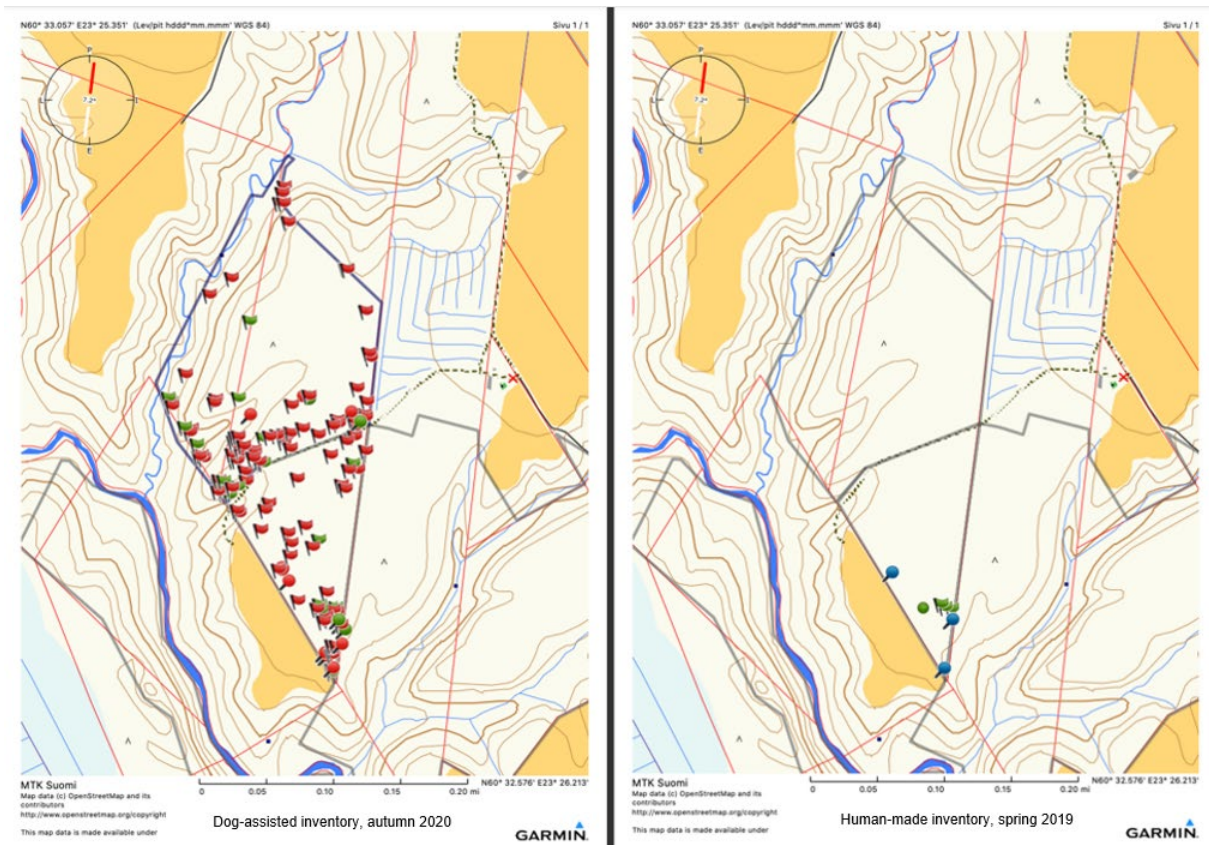 N60° 33.057' E23° 25.351' (Lev/pit hddd°mm.mmm' WGS 84) Sivu 1 / 1
P
7.2°
L
I
E
MTK Suomi
Map data (c) OpenStreetMap and its
contributors
http://www.openstreetmap.org/copyright
This map data is made available under
0 0.05 0.10 0.15 0.20 mi
N60° 32.576' E23° 26.213'
Dog-assisted inventory, autumn 2020
GARMIN.
N60° 33.057' E23° 25.351' (Lev/pit hddd°mm.mmm' WGS 84) Sivu 1 / 1
P
7.2°
L
I
E
MTK Suomi
Map data (c) OpenStreetMap and its
contributors
http://www.openstreetmap.org/copyright
This map data is made available under
0 0.05 0.10 0.15 0.20 mi
N60° 32.576' E23° 26.213'
Human-made inventory, spring 2019
GARMIN.